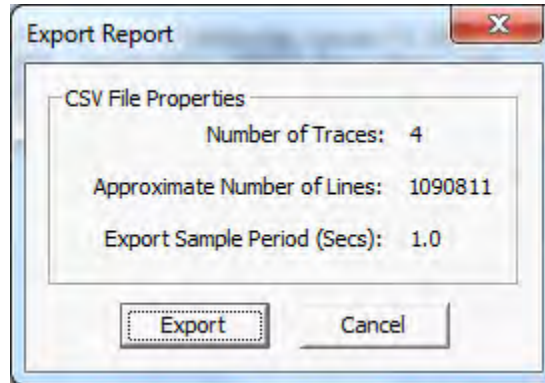 Export Report
CSV File Properties
Number of Traces: 4
Approximate Number of Lines: 1090811
Export Sample Period (Secs): 1.0
Export Cancel